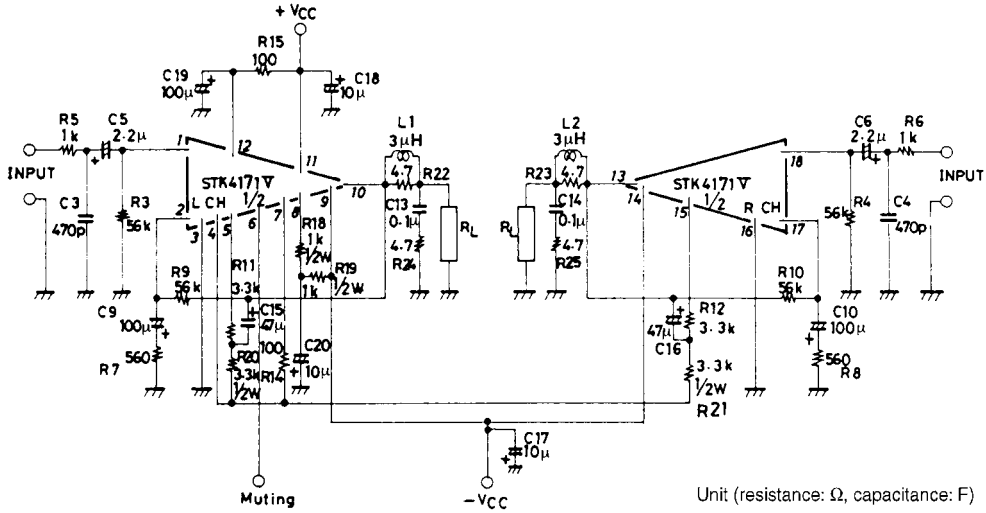 + VCC
R15
100
C19
100μ
C18
10μ
R5
1k
C5
2.2μ
1
12
11
L1
3μH
4.7
R22
INPUT
STK4171V
1/2
L CH
2
3
4
5
6
7
8
9
10
C3
470p
R3
56k
R18
1k
1/2W
C13
0.1μ
4.7
R24
RL
R9
56k
R11
3.3k
C15
47μ
R19
1k
1/2W
C9
100μ
560
R7
R20
3.3k
1/2W
100
R14
C20
10μ
Muting
L2
3μH
R23
4.7
13
14
15
16
17
18
STK4171V
1/2
R CH
C14
0.1μ
4.7
R25
RL
C6
2.2μ
R6
1k
INPUT
56k
R4
C4
470p
R10
56k
C10
100μ
560
R8
47μ
C16
R12
3.3k
3.3k
1/2W
R21
C17
10μ
-VCC
Unit (resistance: Ω, capacitance: F)